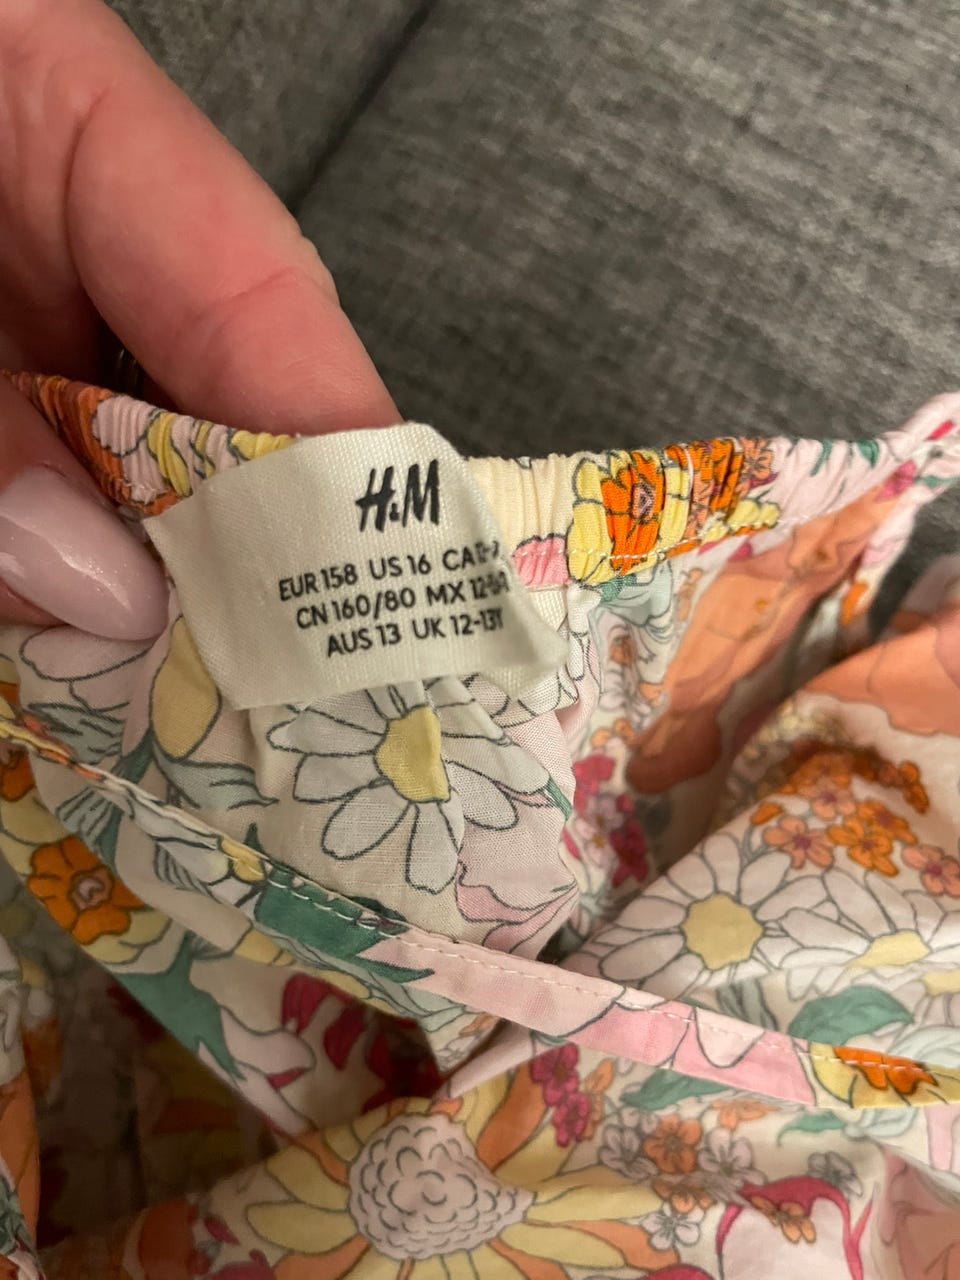 H&M
EUR 158 US 16 CA
CN 160/80 MX
AUS 13 UK 12-13Y